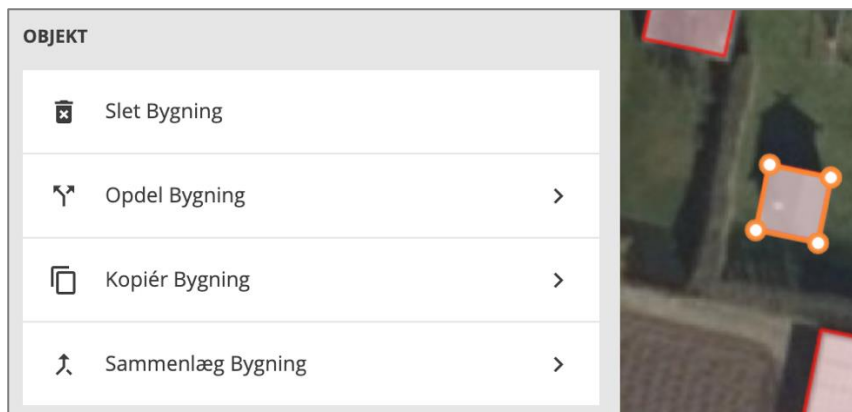 OBJEKT
Slet Bygning
Opdel Bygning
Kopiér Bygning
Sammenlæg Bygning